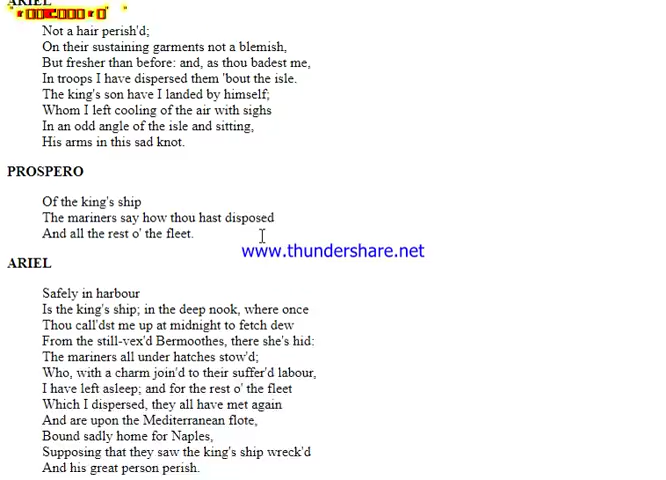 ARIEL
Not a hair perish'd;
On their sustaining garments not a blemish,
But fresher than before: and, as thou badest me,
In troops I have dispersed them 'bout the isle.
The king's son have I landed by himself;
Whom I left cooling of the air with sighs
In an odd angle of the isle and sitting,
His arms in this sad knot.
PROSPERO
Of the king's ship
The mariners say how thou hast disposed
And all the rest o' the fleet.
www.thundershare.net
ARIEL
Safely in harbour
Is the king's ship; in the deep nook, where once
Thou call'dst me up at midnight to fetch dew
From the still-vex'd Bermoothes, there she's hid:
The mariners all under hatches stow'd;
Who, with a charm join'd to their suffer'd labour,
I have left asleep; and for the rest o' the fleet
Which I dispersed, they all have met again
And are upon the Mediterranean flote,
Bound sadly home for Naples,
Supposing that they saw the king's ship wreck'd
And his great person perish.